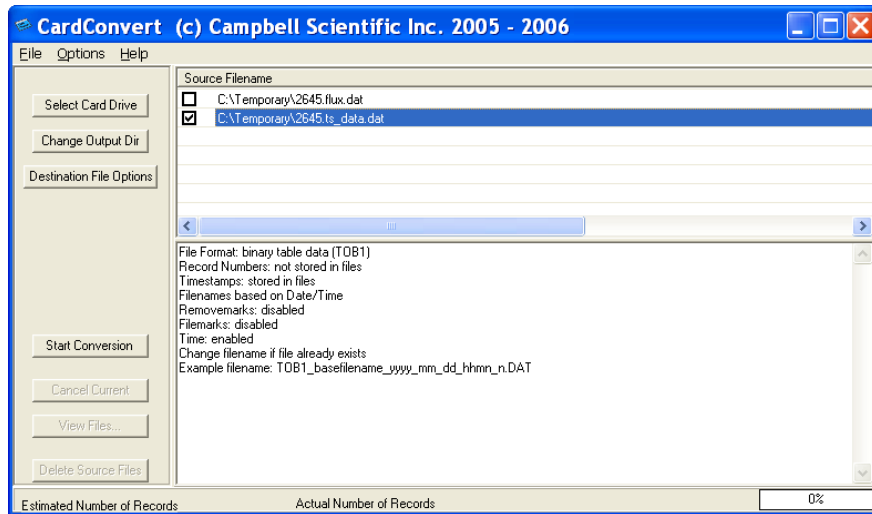 CardConvert (c) Campbell Scientific Inc. 2005 - 2006
File Options Help
Source Filename
Select Card Drive
C:\Temporary\2645.flux.dat
C:\Temporary\2645.ts_data.dat
Change Output Dir
Destination File Options
File Format: binary table data (TOB1)
Record Numbers: not stored in files
Timestamps: stored in files
Filenames based on Date/Time
Removemarks: disabled
Filemarks: disabled
Time: enabled
Change filename if file already exists
Example filename: TOB1_basefilename_yyyy_mm_dd_hhmn_n.DAT
Start Conversion
Cancel Current
View Files...
Delete Source Files
Estimated Number of Records
Actual Number of Records
0%